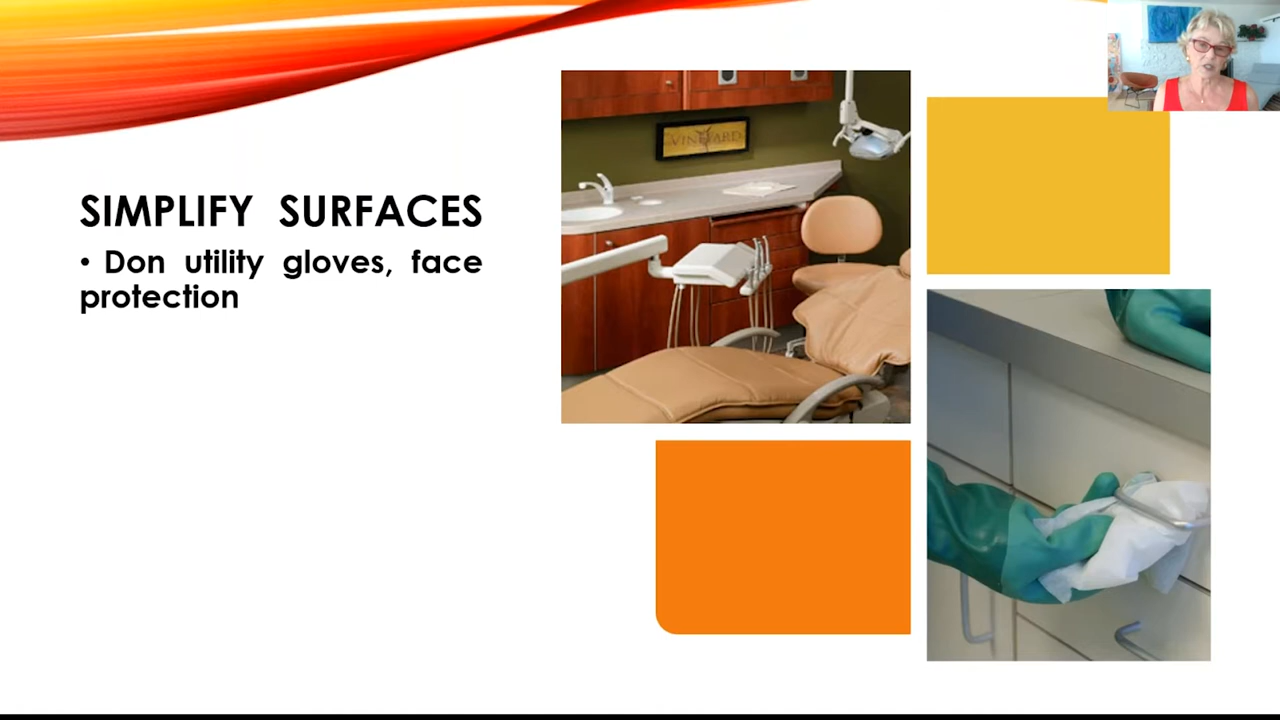 SIMPLIFY SURFACES
• Don utility gloves, face
protection
VINEYARD